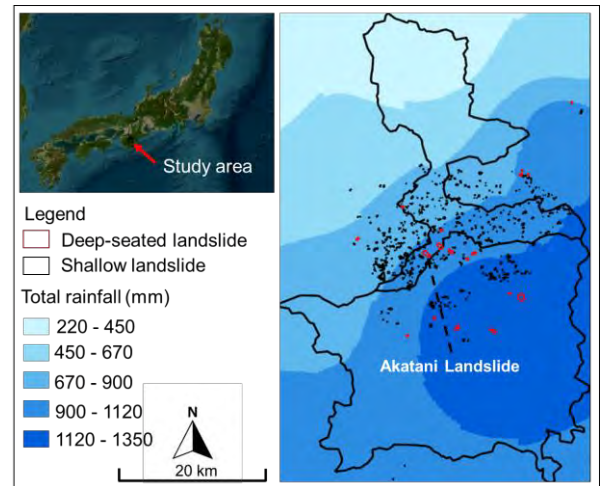 Study area
Legend
Deep-seated landslide
Shallow landslide
Total rainfall (mm)
220 - 450
450 - 670
670 - 900
900 - 1120
1120 - 1350
N
20 km
Akatani Landslide